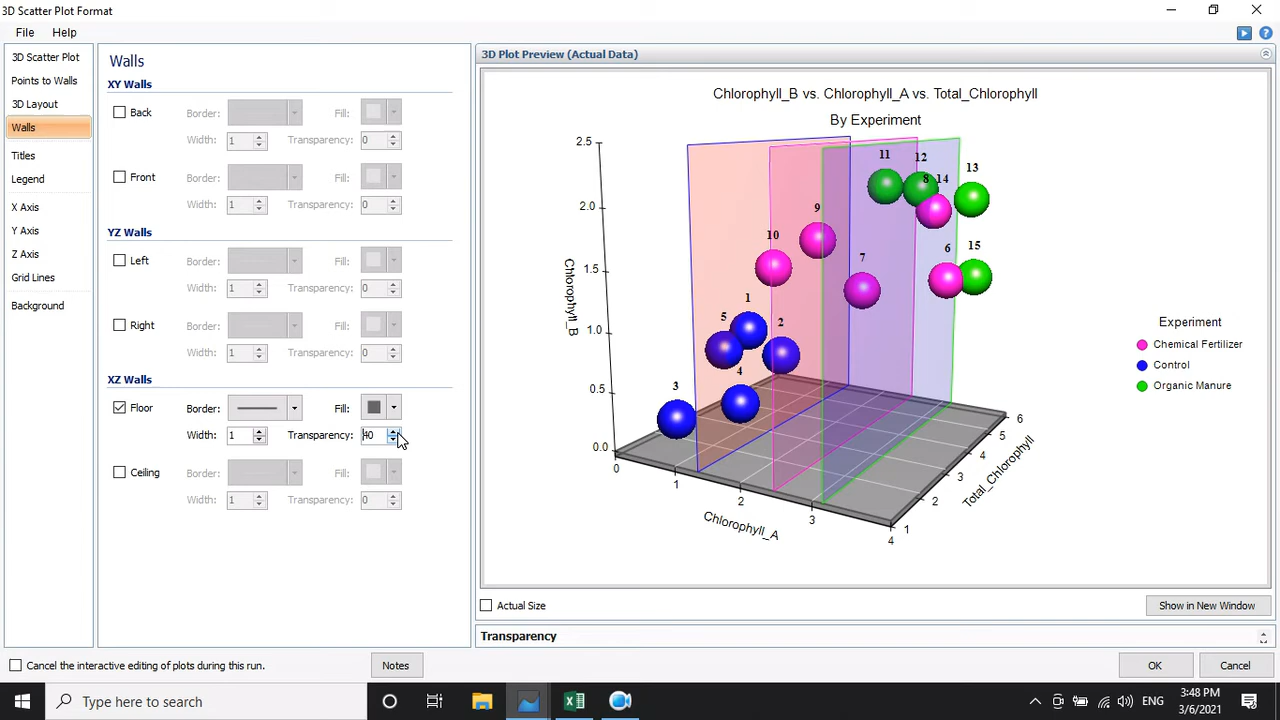 3D Scatter Plot Format
File Help
3D Scatter Plot
Points to Walls
3D Layout
Walls
Titles
Legend
X Axis
Y Axis
Z Axis
Grid Lines
Background
Walls
XY Walls
Back Border: Fill:
Width: 1 Transparency: 0
Front
Width: 1 Transparency: 0
YZ Walls
Left Border: Fill:
Width: 1 Transparency: 0
Right
Width: 1 Transparency: 0
XZ Walls
Floor Border: Fill:
Width: 1 Transparency: 40
Ceiling
Width: 1 Transparency: 0
3D Plot Preview (Actual Data)
Chlorophyll_B vs. Chlorophyll_A vs. Total_Chlorophyll
By Experiment
2.5
2.0
1.5
1.0
0.5
0.0
Chlorophyll_B
11 12 8 14 13
9
10 7 6 15
1
5 2
4
3
0 1 2 3 4
Chlorophyll_A
1 2 3 4 5 6
Total_Chlorophyll
Experiment
Chemical Fertilizer
Control
Organic Manure
Actual Size
Show in New Window
Transparency
Cancel the interactive editing of plots during this run.
Notes
OK
Cancel
Type here to search
ENG
3:48 PM
3/6/2021